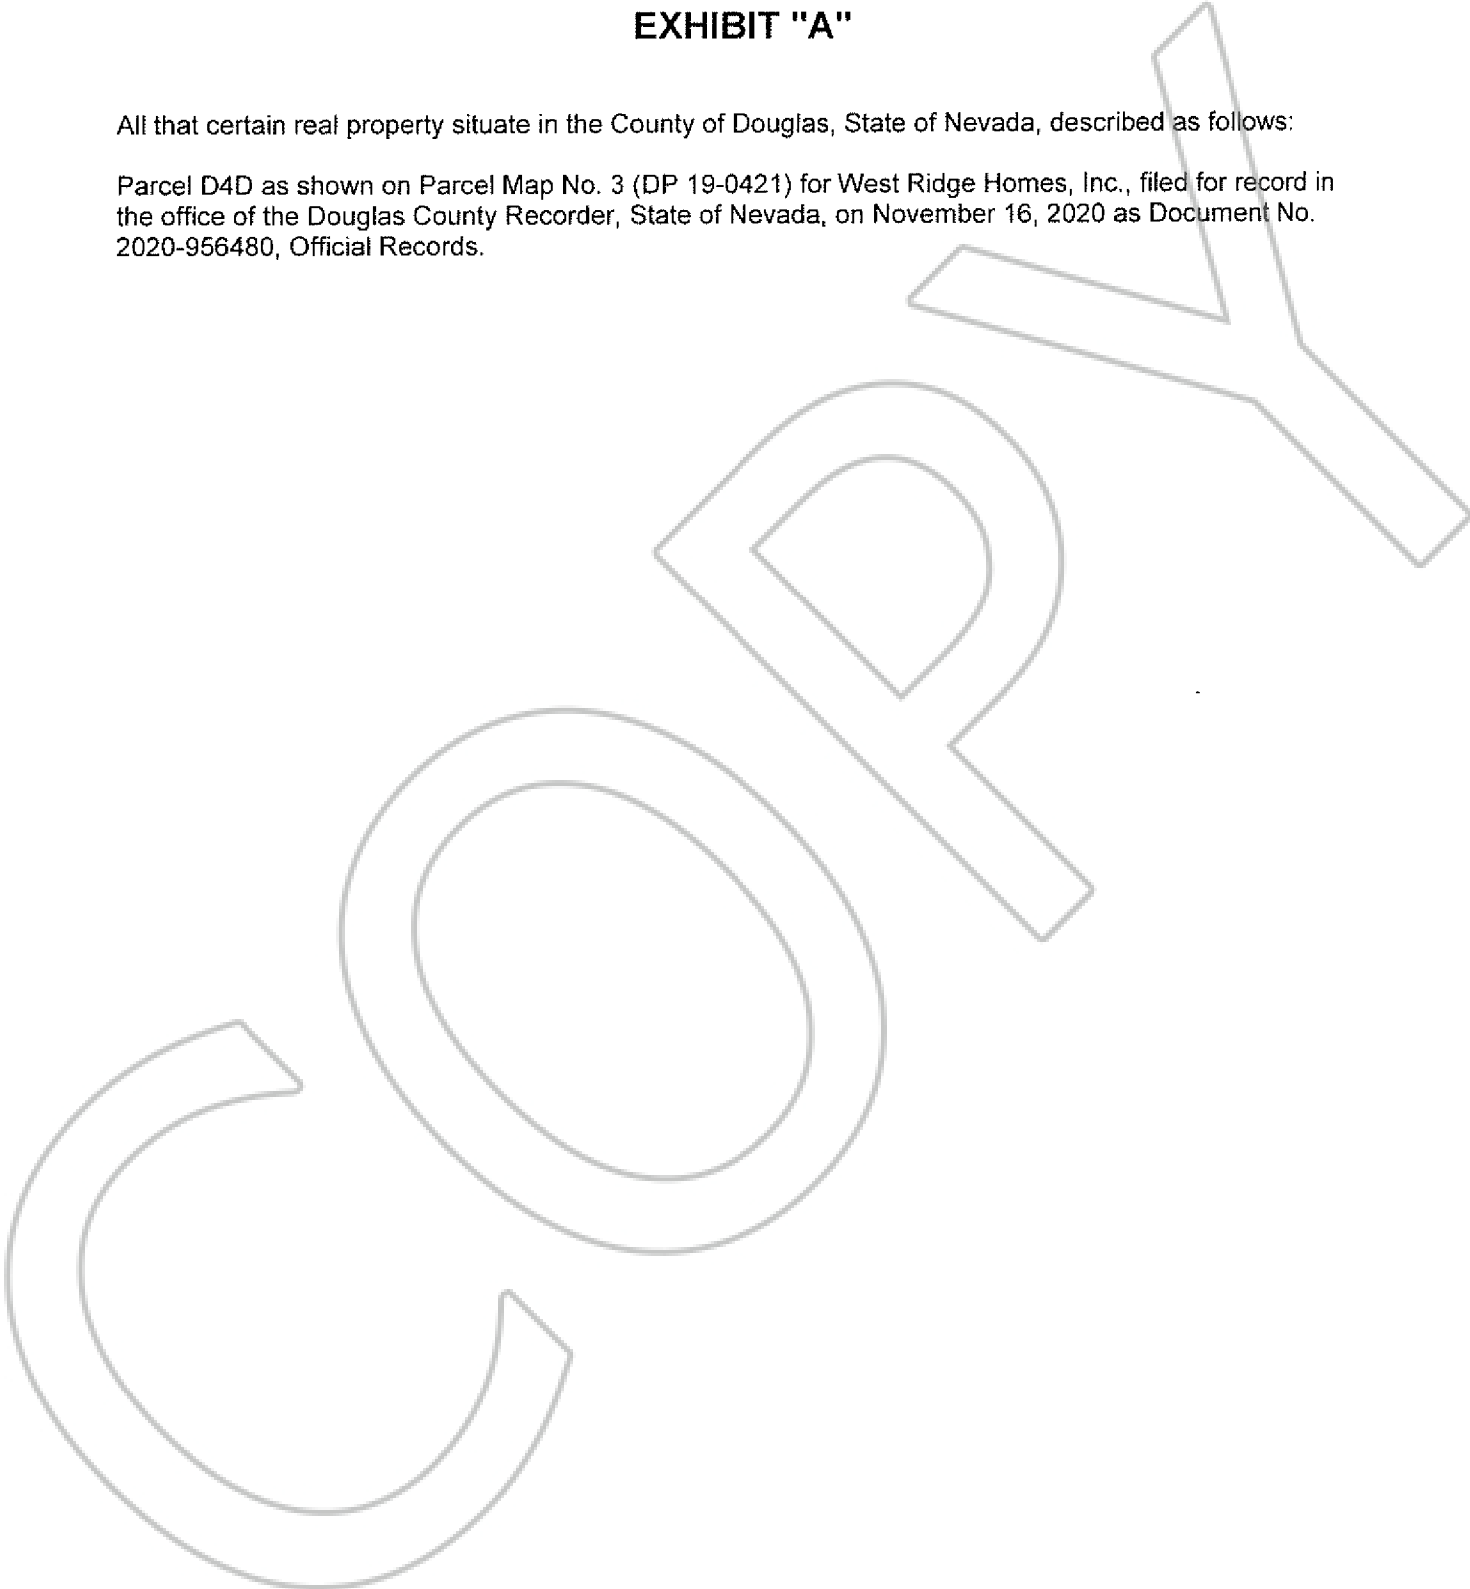 EXHIBIT "A"
All that certain real property situate in the County of Douglas, State of Nevada, described as follows:
Parcel D4D as shown on Parcel Map No. 3 (DP 19-0421) for West Ridge Homes, Inc., filed for record in
the office of the Douglas County Recorder, State of Nevada, on November 16, 2020 as Document No.
2020-956480, Official Records.
COPY